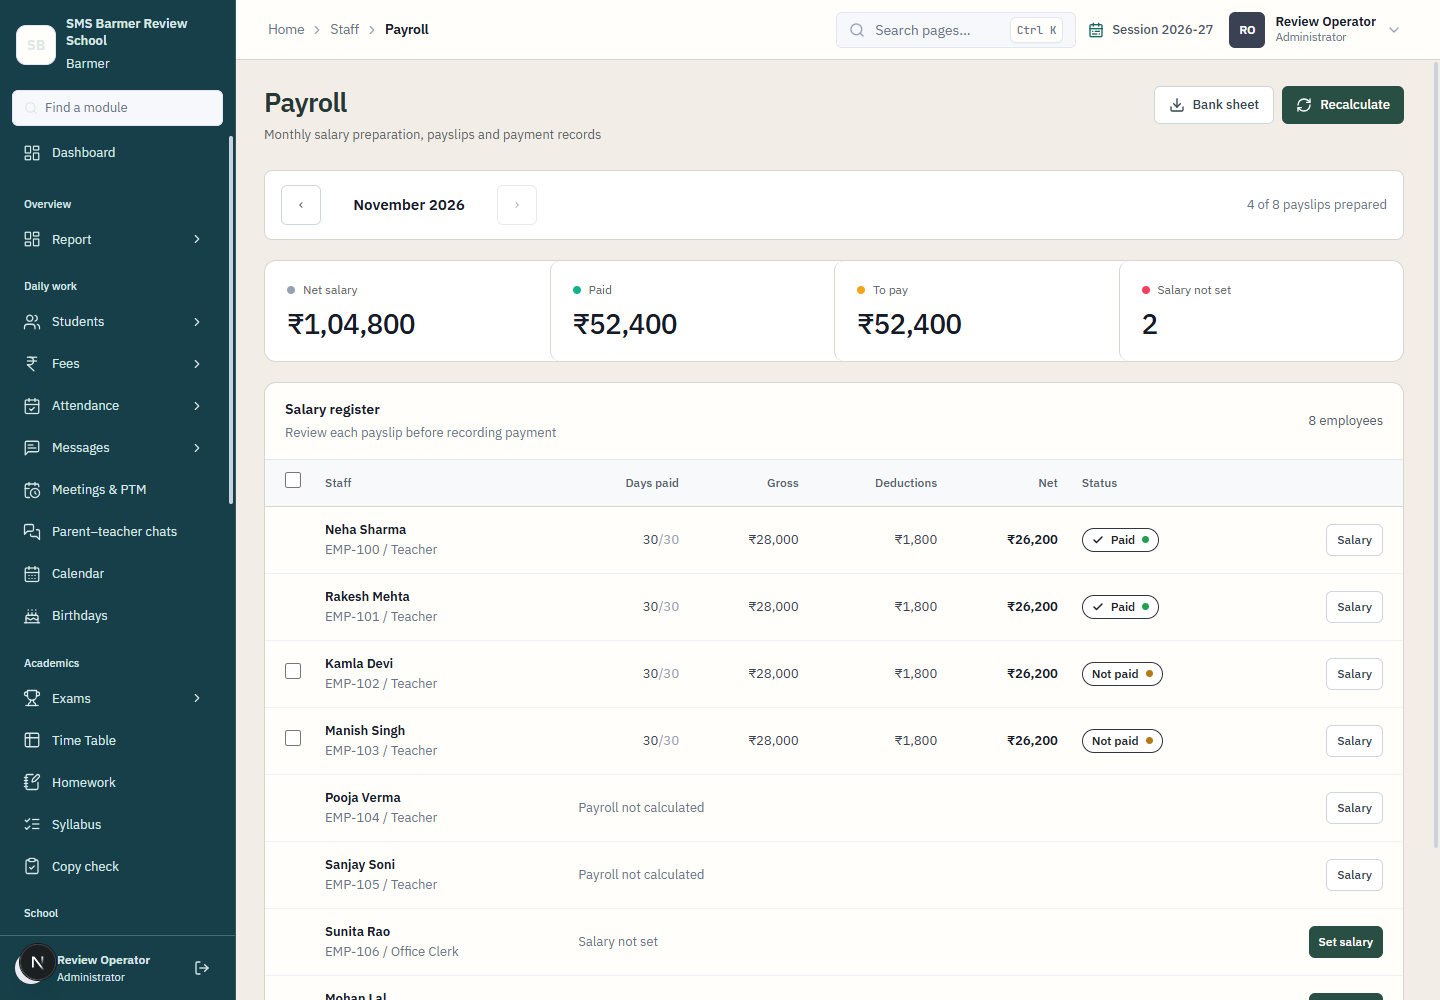 SMS Barmer Review
School
SB
Barmer
Find a module
Dashboard
Overview
Report
Daily work
Students
Fees
Attendance
Messages
Meetings & PTM
Parent–teacher chats
Calendar
Birthdays
Academics
Exams
Time Table
Homework
Syllabus
Copy check
School
N
Review Operator
Administrator
Home > Staff > Payroll
Search pages...
Ctrl K
Session 2026-27
RO
Review Operator
Administrator
Payroll
Monthly salary preparation, payslips and payment records
Bank sheet
Recalculate
‹ November 2026 ›
4 of 8 payslips prepared
Net salary
₹1,04,800
Paid
₹52,400
To pay
₹52,400
Salary not set
2
Salary register
Review each payslip before recording payment
8 employees
Staff Days paid Gross Deductions Net Status
Neha Sharma
EMP-100 / Teacher
30/30 ₹28,000 ₹1,800 ₹26,200 Paid Salary
Rakesh Mehta
EMP-101 / Teacher
30/30 ₹28,000 ₹1,800 ₹26,200 Paid Salary
Kamla Devi
EMP-102 / Teacher
30/30 ₹28,000 ₹1,800 ₹26,200 Not paid Salary
Manish Singh
EMP-103 / Teacher
30/30 ₹28,000 ₹1,800 ₹26,200 Not paid Salary
Pooja Verma
EMP-104 / Teacher
Payroll not calculated Salary
Sanjay Soni
EMP-105 / Teacher
Payroll not calculated Salary
Sunita Rao
EMP-106 / Office Clerk
Salary not set Set salary
Mohan Lal